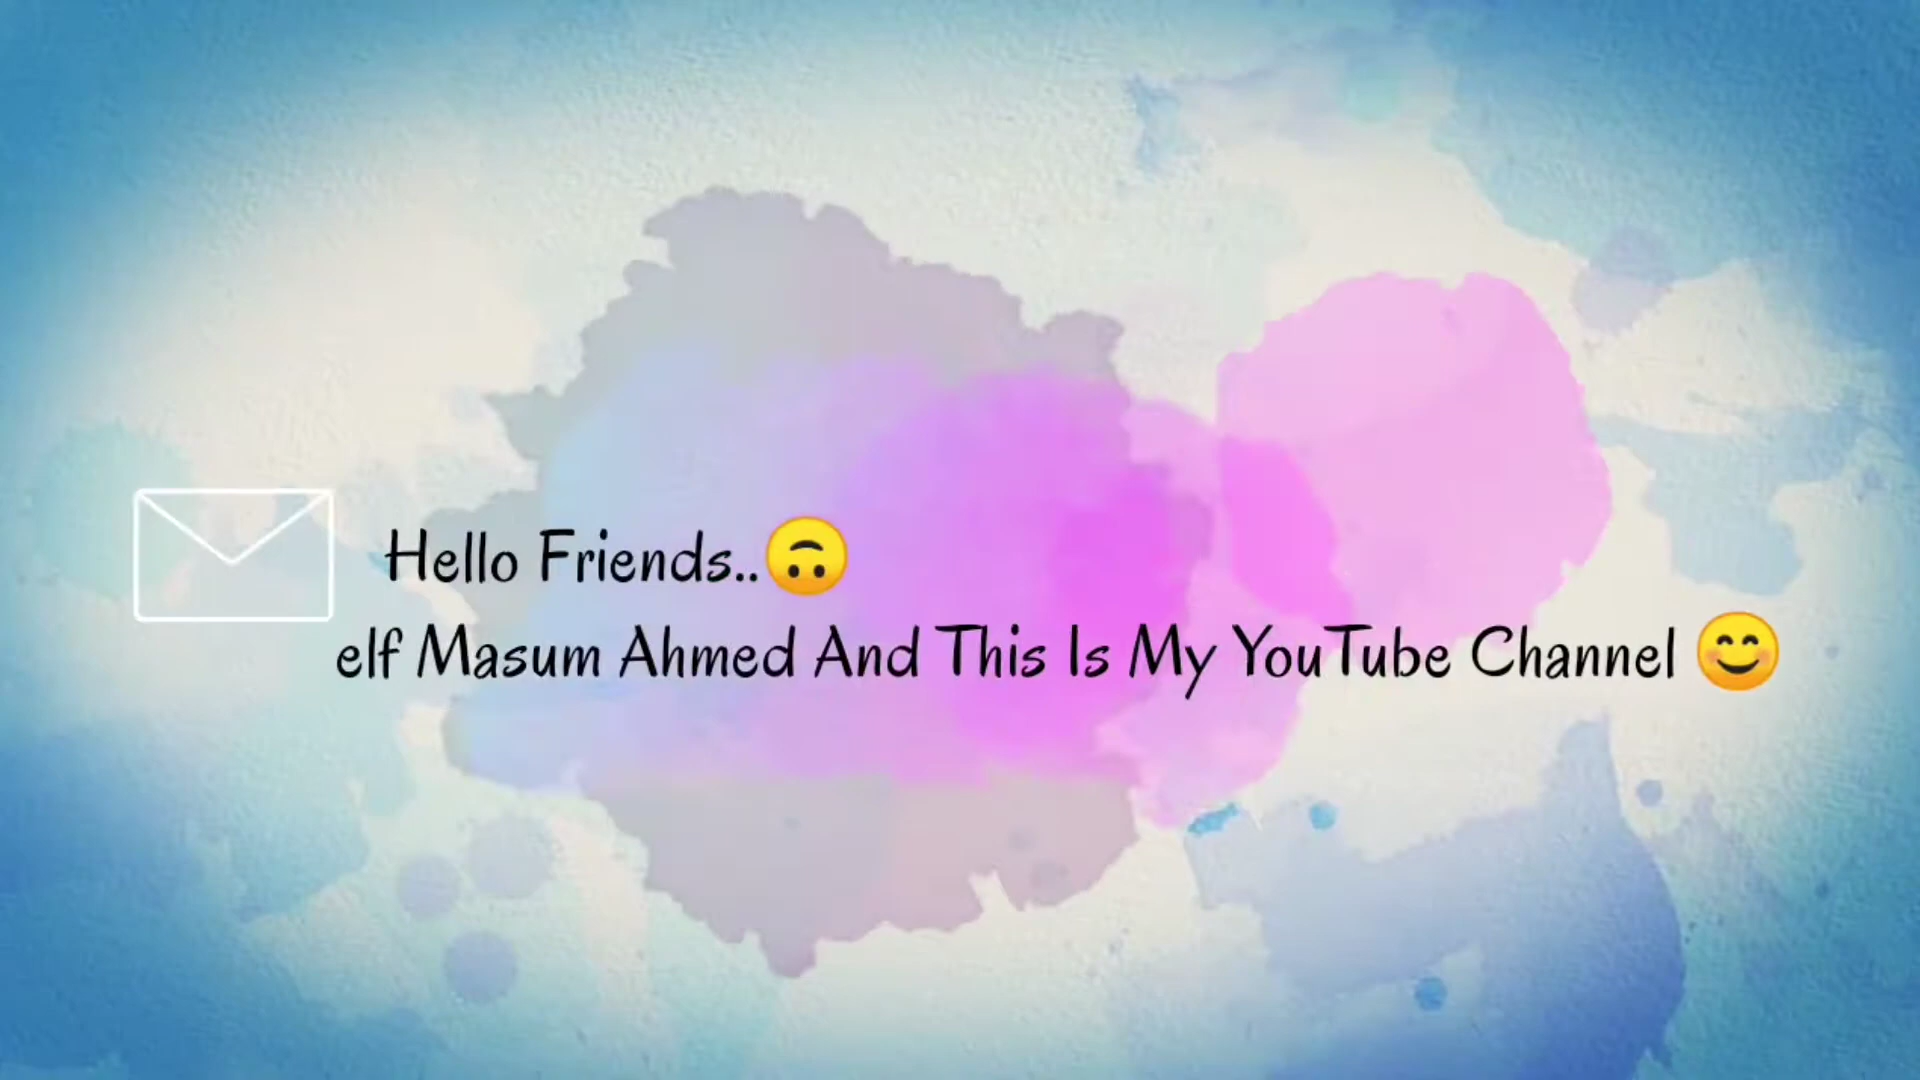 Hello Friends..🙃
elf Masum Ahmed And This Is My YouTube Channel 😊